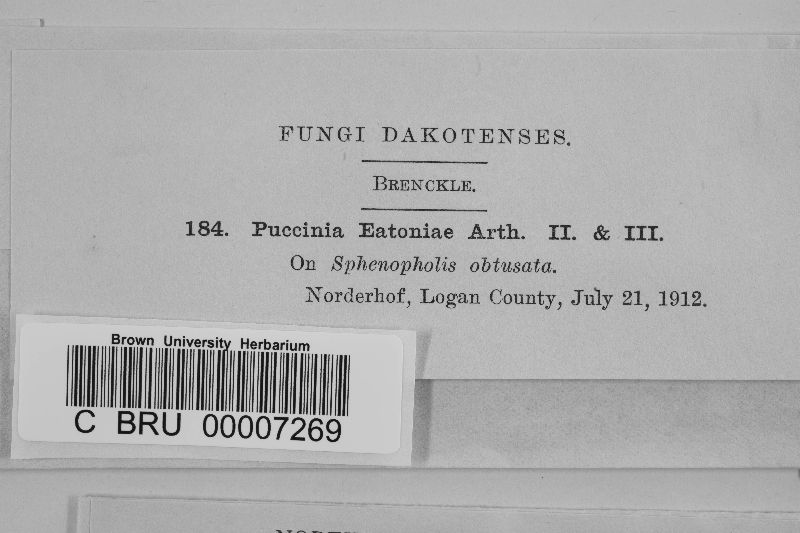 FUNGI DAKOTENSES.
BRENCKLE.
184. Puccinia Eatoniae Arth. II. & III.
On Sphenopholis obtusata.
Norderhof, Logan County, July 21, 1912.
Brown University Herbarium
C BRU 00007269